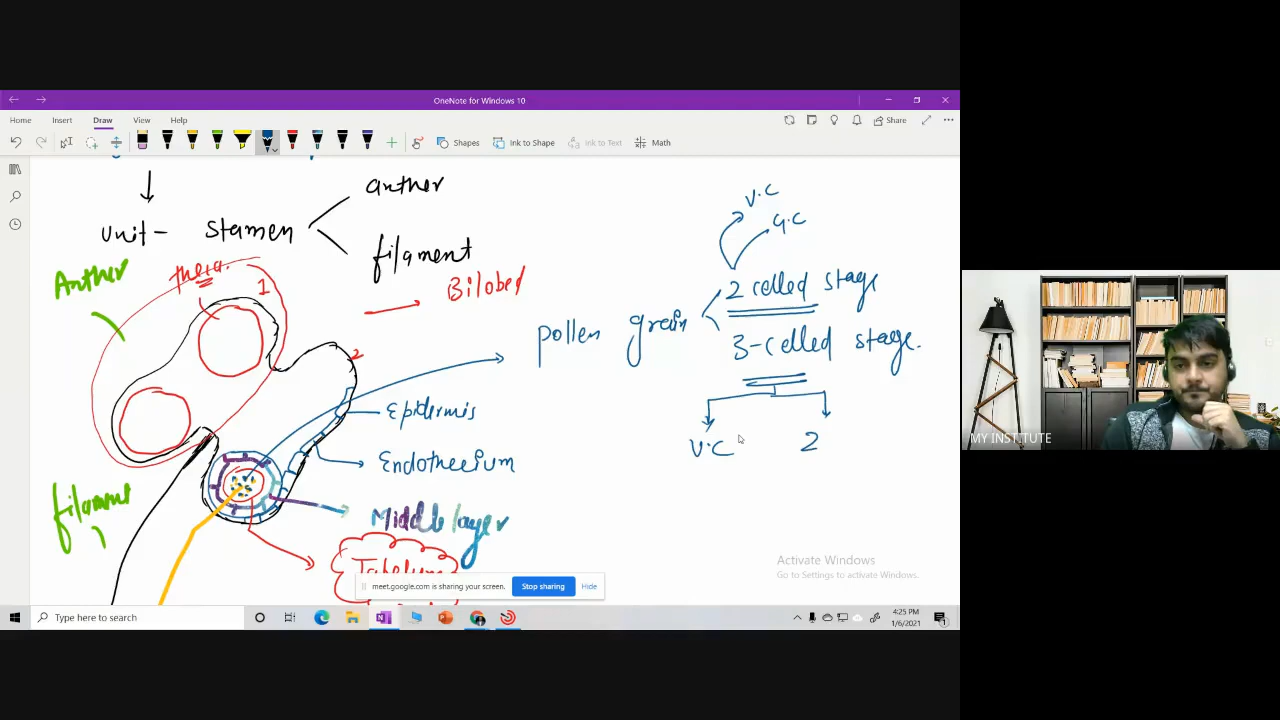 OneNote for Windows 10
Home Insert Draw View Help
Share
Shapes Ink to Shape Ink to Text Math
anther
unit - stamen
filament
Anther
theca.
1
Bilobed
2
V.C
G.C
pollen grain
2 celled stage
3-celled stage.
V.C 2
Epidermis
Endothecium
Middle layer
filament
Tapetum
meet.google.com is sharing your screen. Stop sharing Hide
Activate Windows
Go to Settings to activate Windows.
Type here to search
4:25 PM
1/6/2021
MY INSTITUTE